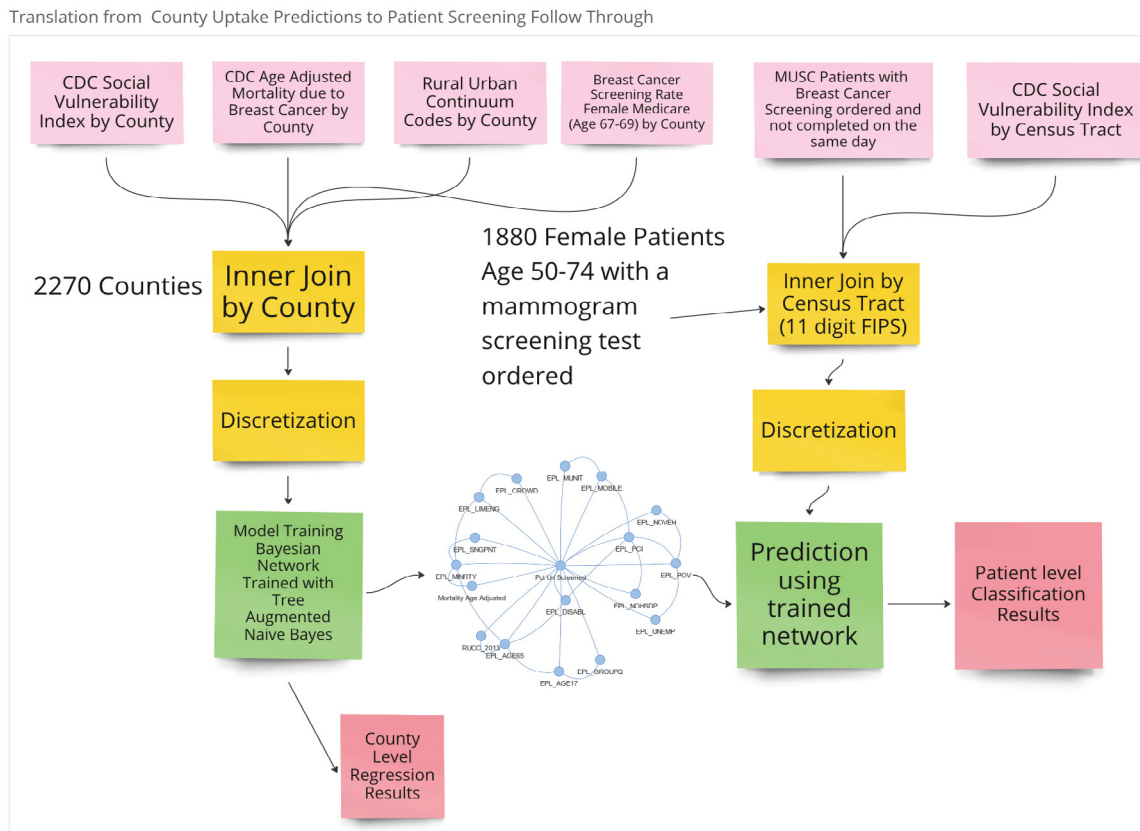 Translation from  County Uptake Predictions to Patient Screening Follow Through
CDC Social
Vulnerability
Index by County
CDC Age Adjusted
Mortality due to
Breast Cancer by
County
Rural Urban
Continuum
Codes by County
Breast Cancer
Screening Rate
Female Medicare
(Age 67-69) by County
MUSC Patients with
Breast Cancer
Screening ordered and
not completed on the
same day
CDC Social
Vulnerability Index
by Census Tract
2270 Counties
Inner Join
by County
1880 Female Patients
Age 50-74 with a
mammogram
screening test
ordered
Inner Join by
Census Tract
(11 digit FIPS)
Discretization
Discretization
Model Training
Bayesian
Network
Trained with
Tree
Augmented
Naive Bayes
EPL_MUNIT
EPL_CROWD
EPL_MOBILE
EPL_LIMENG
EPL_NOVEH
EPL_SNGPNT
EPL_PCI
EPL_MINRTY
EPL_POV
Mortality Age Adjusted
EPL_DISABL
EPL_NOHSDP
EPL_UNEMP
RUCC_2013
EPL_AGE65
EPL_GROUPQ
EPL_AGE17
Prediction
using
trained
network
Patient level
Classification
Results
County
Level
Regression
Results